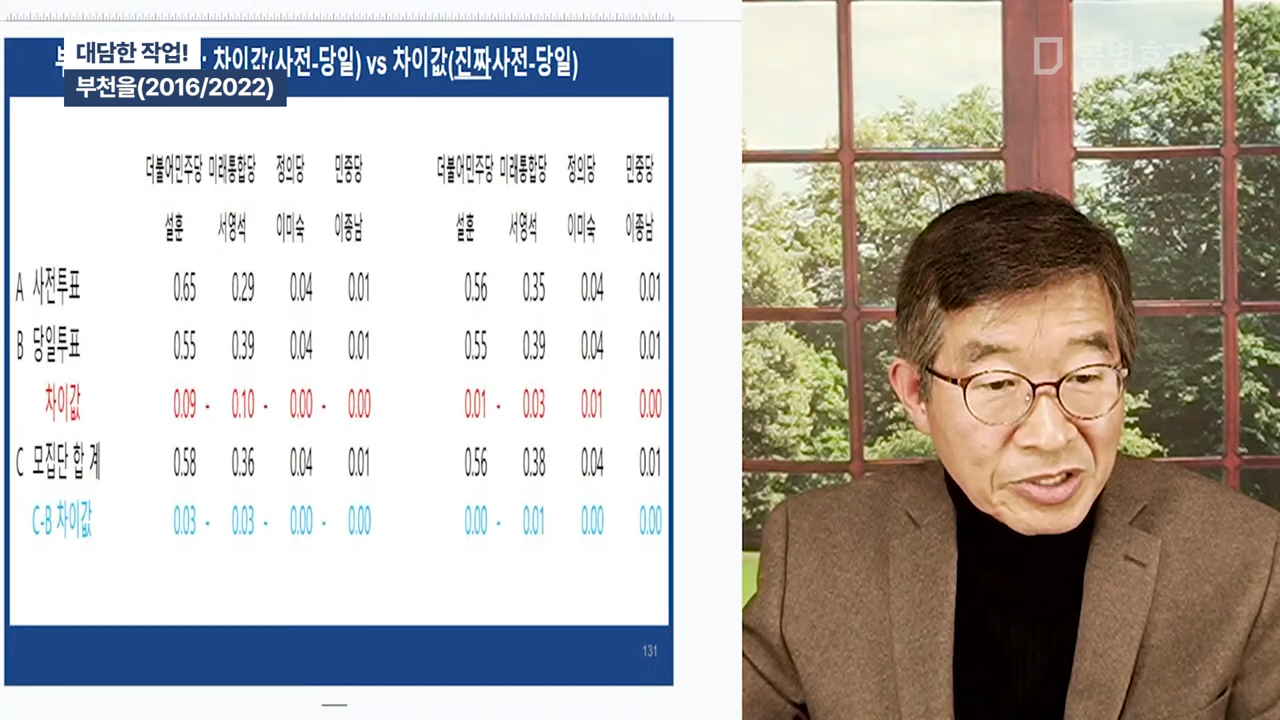 대담한 작업!
부천을(2016/2022)
차이값(사전-당일) vs 차이값(진짜사전-당일)
더불어민주당 미래통합당 정의당 민중당 더불어민주당 미래통합당 정의당 민중당
설훈 서영석 이미숙 이종남 설훈 서영석 이미숙 이종남
A 사전투표 0.65 0.29 0.04 0.01 0.56 0.35 0.04 0.01
B 당일투표 0.55 0.39 0.04 0.01 0.55 0.39 0.04 0.01
차이값 0.09 - 0.10 - 0.00 - 0.00 0.01 - 0.03 0.01 0.00
C 모집단 합 계 0.58 0.36 0.04 0.01 0.56 0.38 0.04 0.01
C-B 차이값 0.03 - 0.03 - 0.00 - 0.00 0.00 - 0.01 0.00 0.00
131
공병호